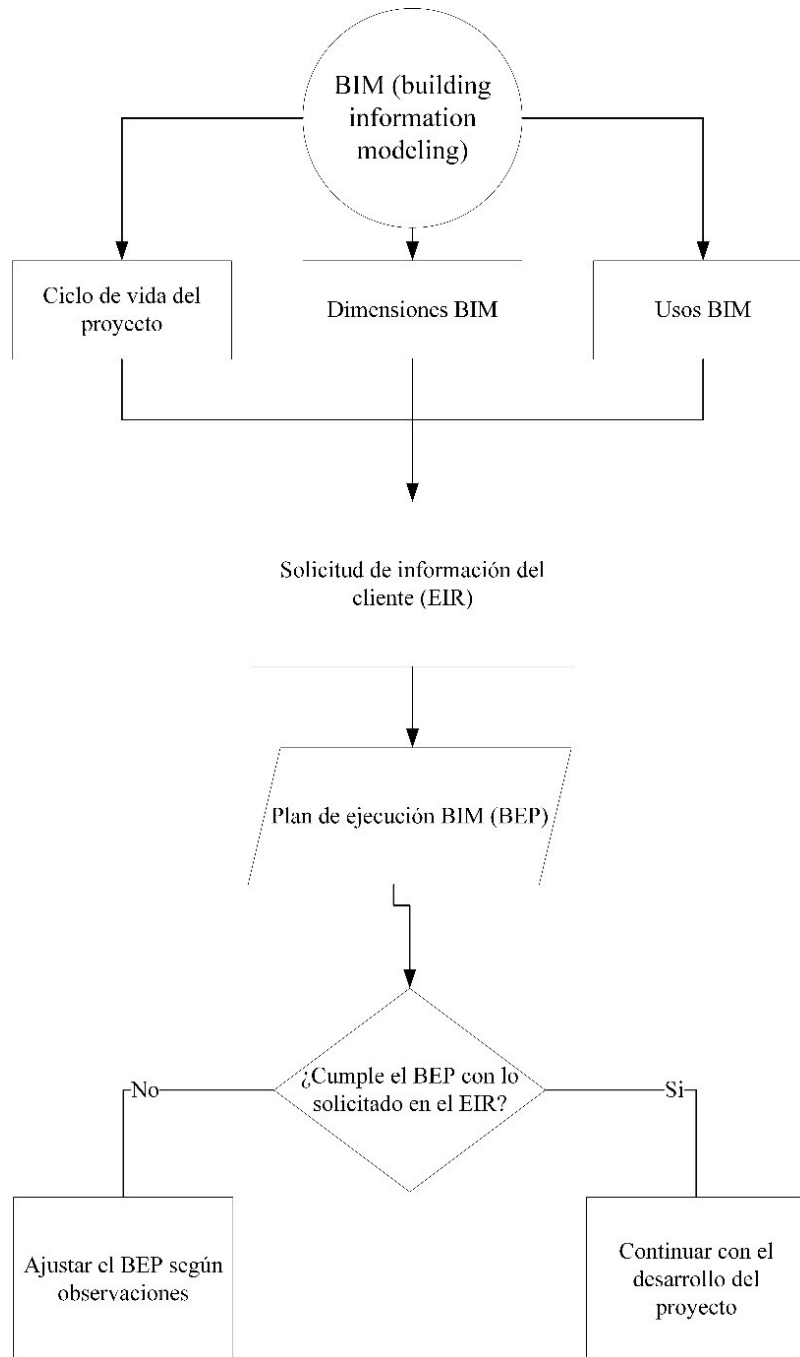 BIM (building
information
modeling)
Ciclo de vida del
proyecto
Dimensiones BIM
Usos BIM
Solicitud de información del
cliente (EIR)
Plan de ejecución BIM (BEP)
¿Cumple el BEP con lo
solicitado en el EIR?
No
Si
Ajustar el BEP según
observaciones
Continuar con el
desarrollo del
proyecto